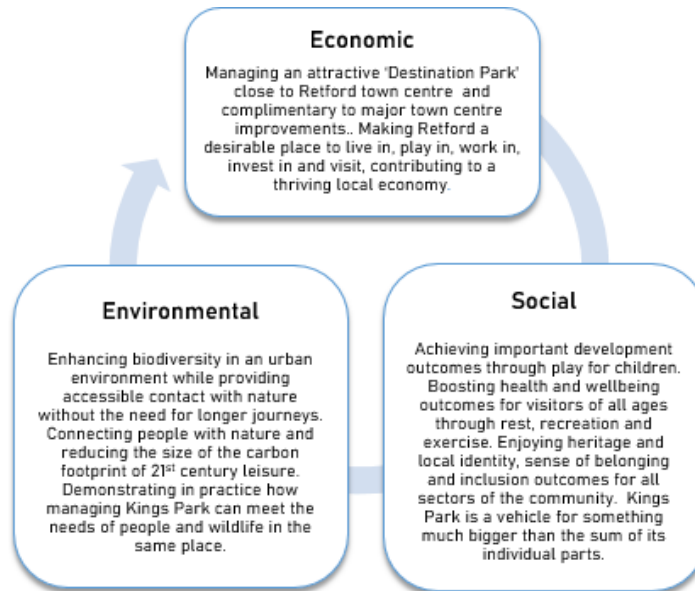 Economic
Managing an attractive 'Destination Park'
close to Retford town centre  and
complimentary to major town centre
improvements.. Making Retford a
desirable place to live in, play in, work in,
invest in and visit, contributing to a
thriving local economy.
Environmental
Enhancing biodiversity in an urban
environment while providing
accessible contact with nature
without the need for longer journeys.
Connecting people with nature and
reducing the size of the carbon
footprint of 21st century leisure.
Demonstrating in practice how
managing Kings Park can meet the
needs of people and wildlife in the
same place.
Social
Achieving important development
outcomes through play for children.
Boosting health and wellbeing
outcomes for visitors of all ages
through rest, recreation and
exercise. Enjoying heritage and
local identity, sense of belonging
and inclusion outcomes for all
sectors of the community.  Kings
Park is a vehicle for something
much bigger than the sum of its
individual parts.